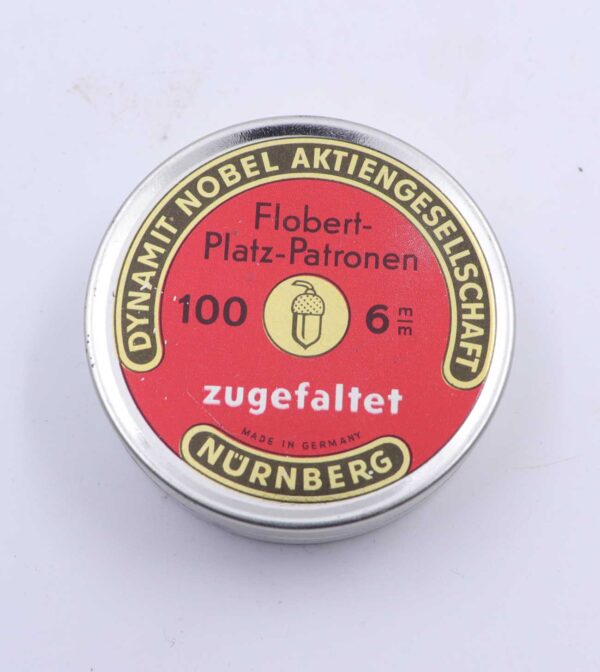 DYNAMIT NOBEL AKTIENGESELLSCHAFT
Flobert-
Platz-Patronen
100 6 m/m
zugefaltet
MADE IN GERMANY
NÜRNBERG